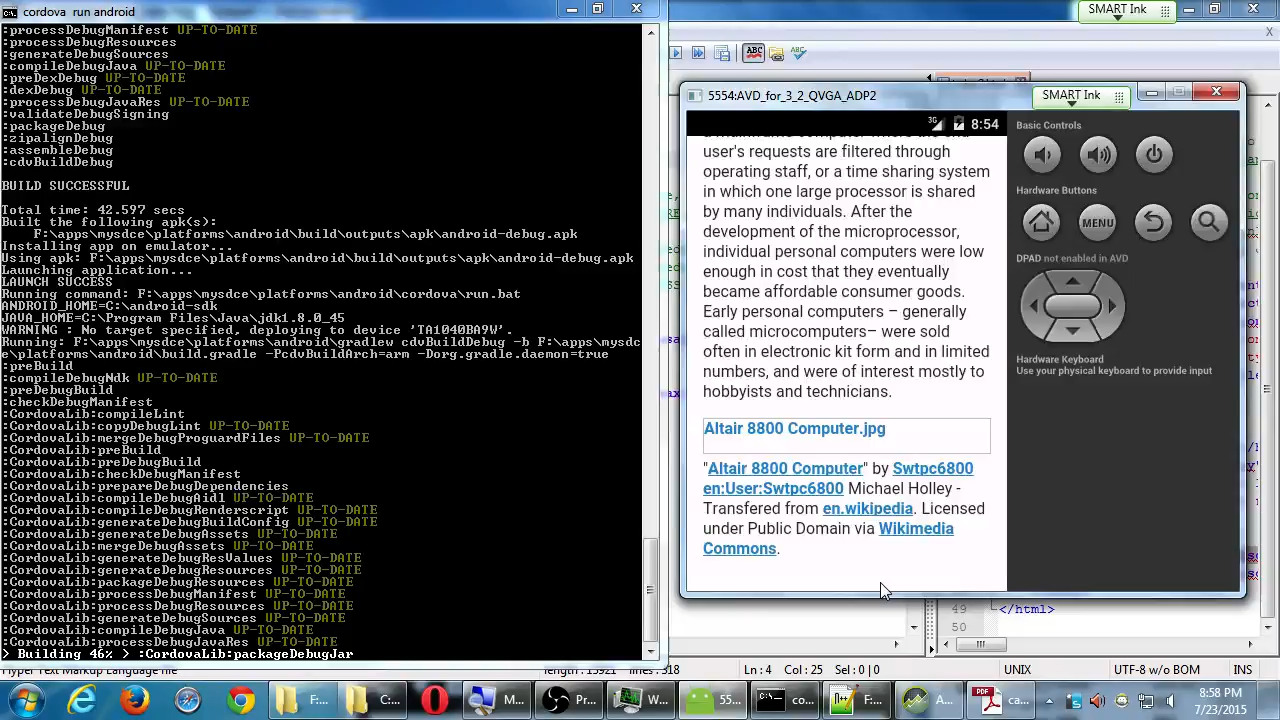 cordova  run android
:processDebugManifest UP-TO-DATE
:processDebugResources
:generateDebugSources
:compileDebugJava UP-TO-DATE
:preDexDebug UP-TO-DATE
:dexDebug UP-TO-DATE
:processDebugJavaRes UP-TO-DATE
:validateDebugSigning
:packageDebug
:zipalignDebug
:assembleDebug
:cdvBuildDebug
BUILD SUCCESSFUL
Total time: 42.597 secs
Built the following apk(s):
F:\apps\mysdce\platforms\android\build\outputs\apk\android-debug.apk
Installing app on emulator...
Using apk: F:\apps\mysdce\platforms\android\build\outputs\apk\android-debug.apk
Launching application...
LAUNCH SUCCESS
Running command: F:\apps\mysdce\platforms\android\cordova\run.bat
ANDROID_HOME=C:\android-sdk
JAVA_HOME=C:\Program Files\Java\jdk1.8.0_45
WARNING : No target specified, deploying to device 'TA1040BA9W'.
Running: F:\apps\mysdce\platforms\android\gradlew cdvBuildDebug -b F:\apps\mysdc
e\platforms\android\build.gradle -PcdvBuildArch=arm -Dorg.gradle.daemon=true
:preBuild
:compileDebugNdk UP-TO-DATE
:preDebugBuild
:checkDebugManifest
:CordovaLib:compileLint
:CordovaLib:copyDebugLint UP-TO-DATE
:CordovaLib:mergeDebugProguardFiles UP-TO-DATE
:CordovaLib:preBuild
:CordovaLib:preDebugBuild
:CordovaLib:checkDebugManifest
:CordovaLib:prepareDebugDependencies
:CordovaLib:compileDebugAidl UP-TO-DATE
:CordovaLib:compileDebugRenderscript UP-TO-DATE
:CordovaLib:generateDebugBuildConfig UP-TO-DATE
:CordovaLib:generateDebugAssets UP-TO-DATE
:CordovaLib:mergeDebugAssets UP-TO-DATE
:CordovaLib:generateDebugResValues UP-TO-DATE
:CordovaLib:generateDebugResources UP-TO-DATE
:CordovaLib:packageDebugResources UP-TO-DATE
:CordovaLib:processDebugManifest UP-TO-DATE
:CordovaLib:processDebugResources UP-TO-DATE
:CordovaLib:generateDebugSources UP-TO-DATE
:CordovaLib:compileDebugJava UP-TO-DATE
:CordovaLib:processDebugJavaRes UP-TO-DATE
> Building 46% > :CordovaLib:packageDebugJar
SMART Ink
ABC
ABC
5554:AVD_for_3_2_QVGA_ADP2
SMART Ink
3G
8:54
user's requests are filtered through
operating staff, or a time sharing system
in which one large processor is shared
by many individuals. After the
development of the microprocessor,
individual personal computers were low
enough in cost that they eventually
became affordable consumer goods.
Early personal computers – generally
called microcomputers– were sold
often in electronic kit form and in limited
numbers, and were of interest mostly to
hobbyists and technicians.
Altair 8800 Computer.jpg
"Altair 8800 Computer" by Swtpc6800
en:User:Swtpc6800 Michael Holley -
Transfered from en.wikipedia. Licensed
under Public Domain via Wikimedia
Commons.
Basic Controls
Hardware Buttons
MENU
DPAD not enabled in AVD
Hardware Keyboard
Use your physical keyboard to provide input
49 </html>
50
Ln:4 Col:25 Sel:0|0
UNIX
UTF-8 w/o BOM
INS
F:...
C:...
M...
Pr...
W...
55...
co...
F:...
A...
PDF
ca...
8:58 PM
7/23/2015